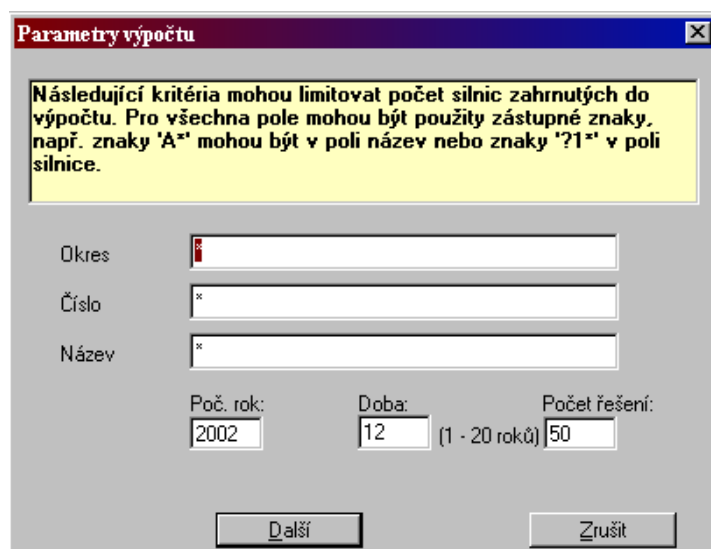 Parametry výpočtu
Následující kritéria mohou limitovat počet silnic zahrnutých do
výpočtu. Pro všechna pole mohou být použity zástupné znaky,
např. znaky 'A*' mohou být v poli název nebo znaky '?1*' v poli
silnice.
Okres *
Číslo *
Název *
Poč. rok: Doba: Počet řešení:
2002 12 (1 - 20 roků) 50
Další Zrušit